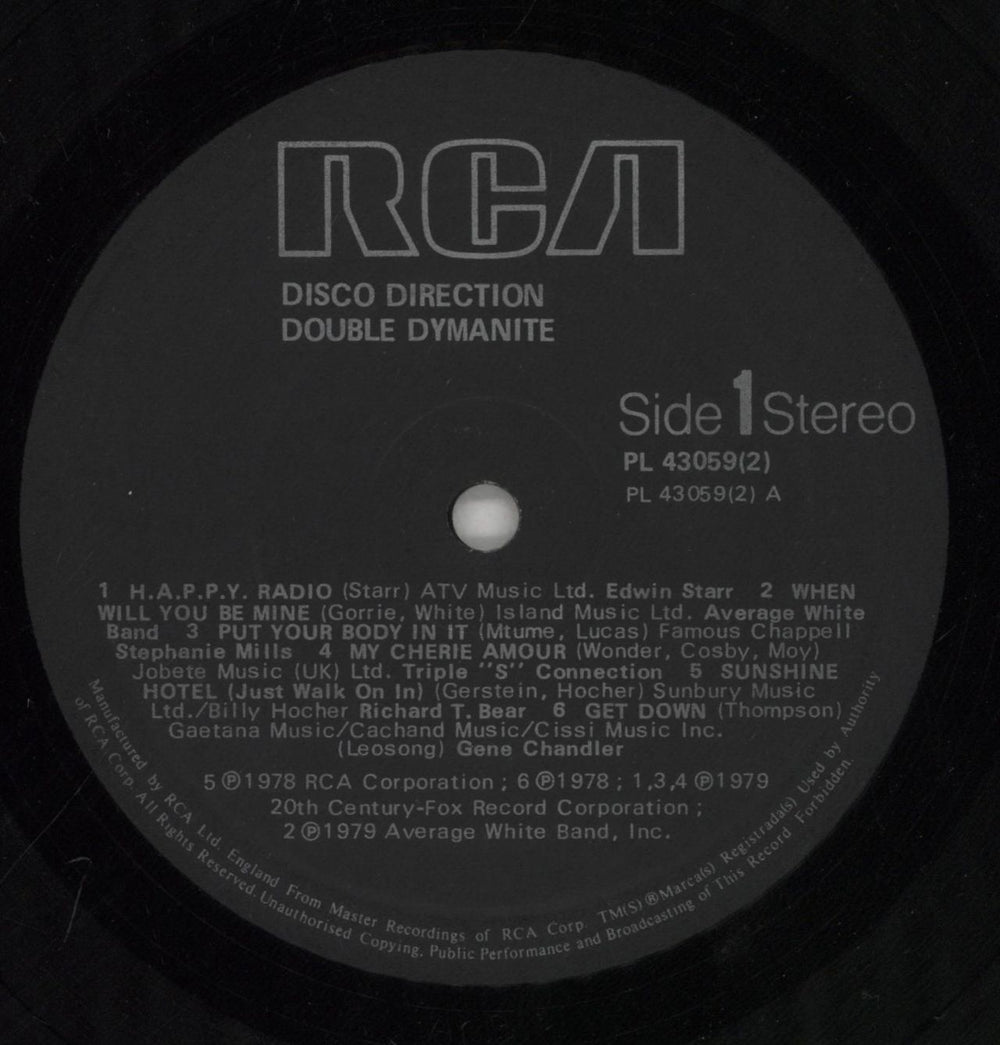 RCA
DISCO DIRECTION
DOUBLE DYMANITE
Side 1 Stereo
PL 43059(2)
PL 43059(2) A
1 H.A.P.P.Y. RADIO (Starr) ATV Music Ltd. Edwin Starr 2 WHEN
WILL YOU BE MINE (Gorrie, White) Island Music Ltd. Average White
Band 3 PUT YOUR BODY IN IT (Mtume, Lucas) Famous Chappell
Stephanie Mills 4 MY CHERIE AMOUR (Wonder, Cosby, Moy)
Jobete Music (UK) Ltd. Triple "S" Connection 5 SUNSHINE
HOTEL (Just Walk On In) (Gerstein, Hocher) Sunbury Music
Ltd./Billy Hocher Richard T. Bear 6 GET DOWN (Thompson)
Gaetana Music/Cachand Music/Cissi Music Inc.
(Leosong) Gene Chandler
5 ℗1978 RCA Corporation ; 6 ℗1978 ; 1,3,4 ℗1979
20th Century-Fox Record Corporation ;
2 ℗1979 Average White Band, Inc.
Manufactured by RCA Ltd. England From Master Recordings of RCA Corp. TM(S) ® Marca(s) Registrada(s) Used by Authority
of RCA Corp. All Rights Reserved. Unauthorised Copying, Public Performance and Broadcasting of This Record Forbidden.